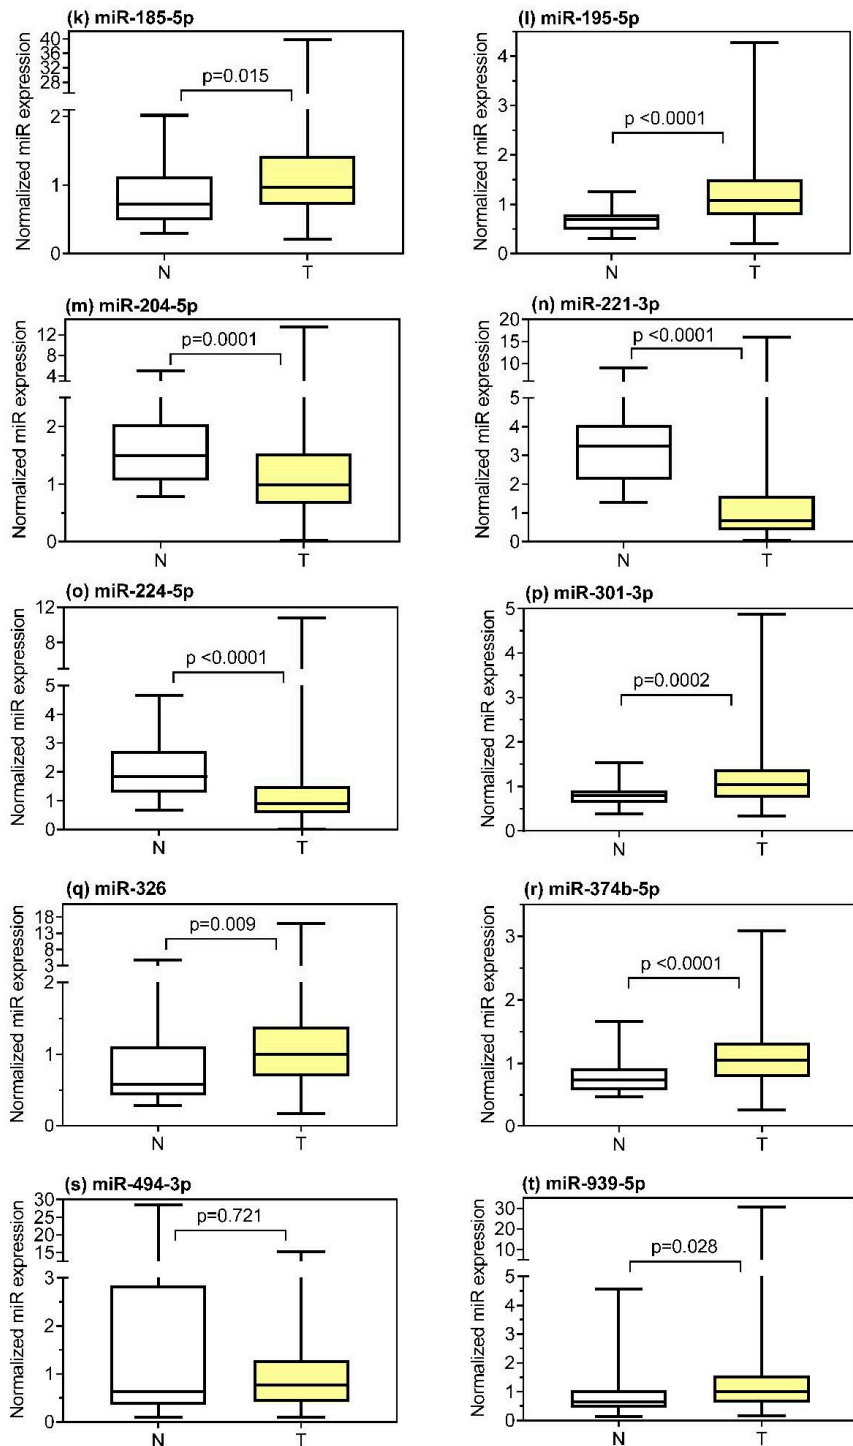 (k) miR-185-5p
Normalized miR expression
40
36
32
28
2
1
0
p=0.015
N
T
(l) miR-195-5p
Normalized miR expression
4
3
2
1
0
p <0.0001
N
T
(m) miR-204-5p
Normalized miR expression
12
8
4
2
1
0
p=0.0001
N
T
(n) miR-221-3p
Normalized miR expression
20
15
10
5
4
3
2
1
0
p <0.0001
N
T
(o) miR-224-5p
Normalized miR expression
12
8
5
4
3
2
1
0
p <0.0001
N
T
(p) miR-301-3p
Normalized miR expression
5
4
3
2
1
0
p=0.0002
N
T
(q) miR-326
Normalized miR expression
18
13
8
3
2
1
0
p=0.009
N
T
(r) miR-374b-5p
Normalized miR expression
3
2
1
0
p <0.0001
N
T
(s) miR-494-3p
Normalized miR expression
30
25
20
15
3
2
1
0
p=0.721
N
T
(t) miR-939-5p
Normalized miR expression
30
20
10
5
4
3
2
1
0
p=0.028
N
T